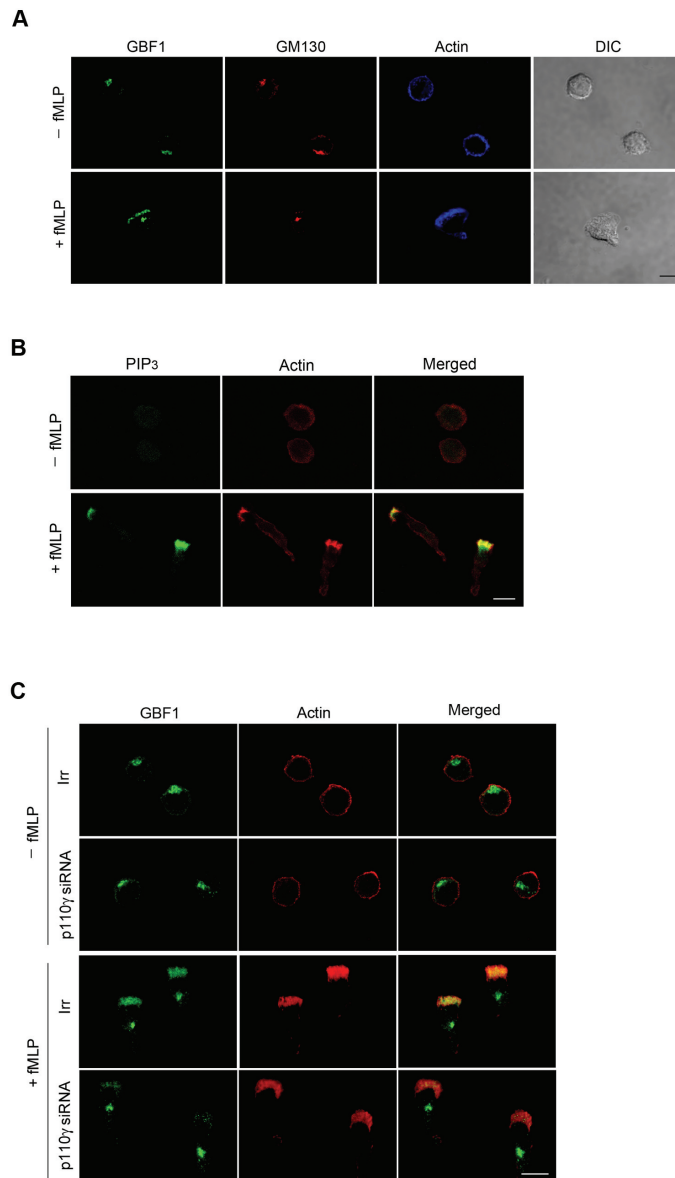 A
GBF1 GM130 Actin DIC
– fMLP
+ fMLP
B
PIP3 Actin Merged
– fMLP
+ fMLP
C
GBF1 Actin Merged
– fMLP
Irr
p110γ siRNA
+ fMLP
Irr
p110γ siRNA